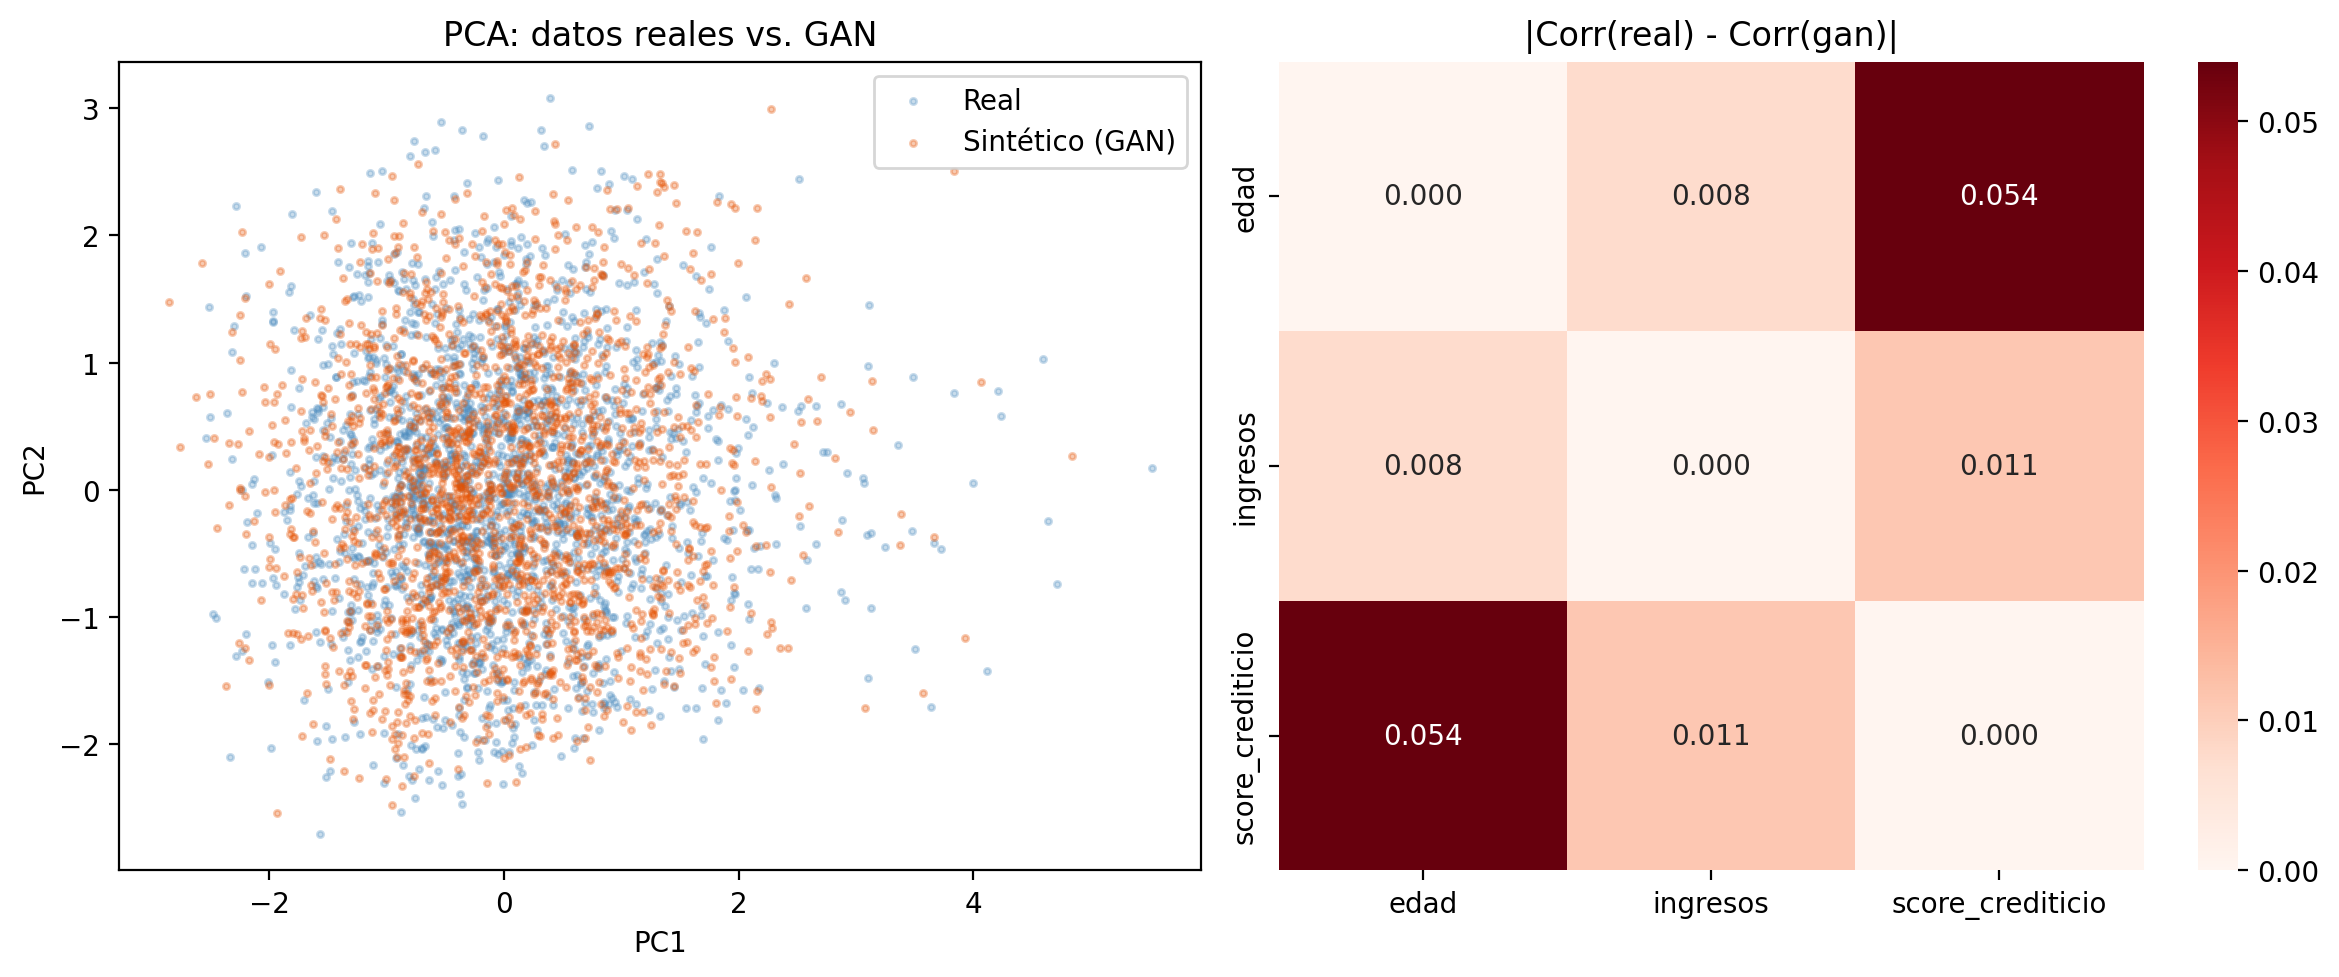 PCA: datos reales vs. GAN
Real
Sintético (GAN)
3
2
1
0
−1
−2
PC2
−2
0
2
4
PC1
|Corr(real) - Corr(gan)|
edad
ingresos
score_crediticio
0.000
0.008
0.054
0.008
0.000
0.011
0.054
0.011
0.000
edad
ingresos
score_crediticio
0.05
0.04
0.03
0.02
0.01
0.00